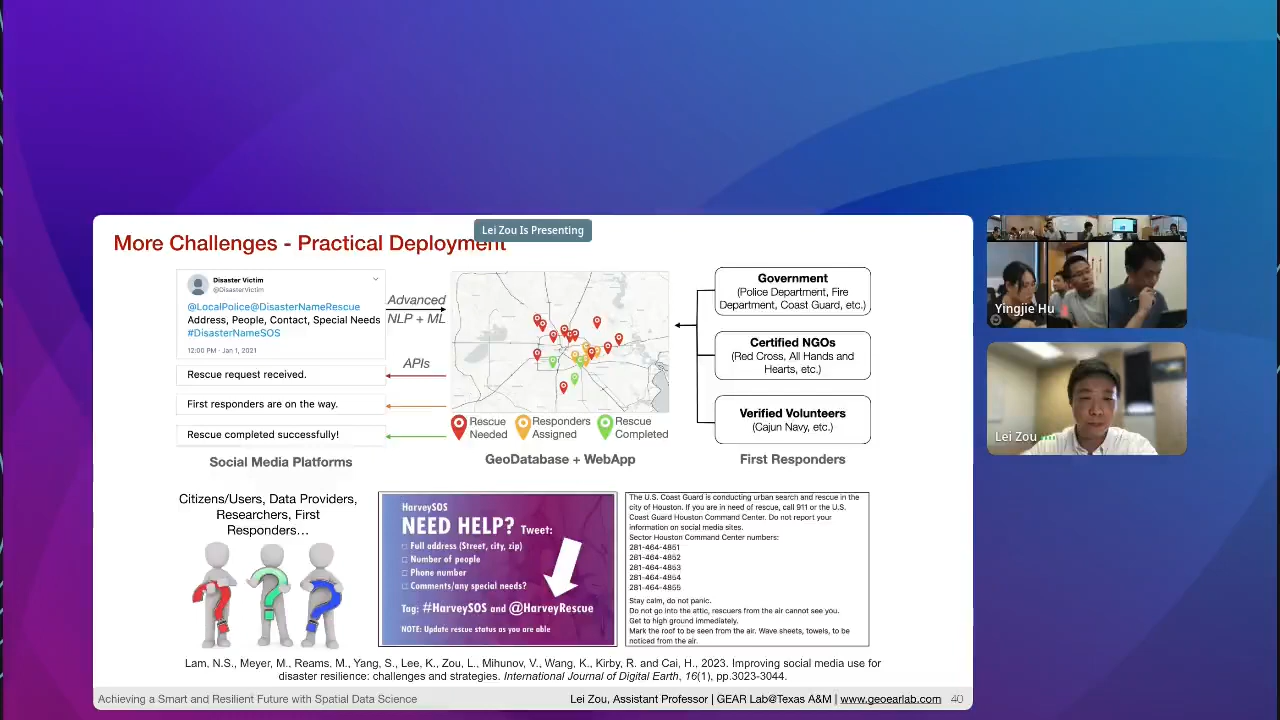 Lei Zou Is Presenting
More Challenges - Practical Deployment
Disaster Victim
@DisasterVictim
@LocalPolice@DisasterNameRescue
Address, People, Contact, Special Needs
#DisasterNameSOS
12:00 PM · Jan 1, 2021
Rescue request received.
First responders are on the way.
Rescue completed successfully!
Social Media Platforms
Advanced
NLP + ML
APIs
Rescue
Needed
Responders
Assigned
Rescue
Completed
GeoDatabase + WebApp
Government
(Police Department, Fire
Department, Coast Guard, etc.)
Certified NGOs
(Red Cross, All Hands and
Hearts, etc.)
Verified Volunteers
(Cajun Navy, etc.)
First Responders
Yingjie Hu
Lei Zou
Citizens/Users, Data Providers,
Researchers, First
Responders…
HarveySOS
NEED HELP? Tweet:
Full address (Street, city, zip)
Number of people
Phone number
Comments/any special needs?
Tag: #HarveySOS and @HarveyRescue
NOTE: Update rescue status as you are able
The U.S. Coast Guard is conducting urban search and rescue in the
city of Houston. If you are in need of rescue, call 911 or the U.S.
Coast Guard Houston Command Center. Do not report your
information on social media sites.
Sector Houston Command Center numbers:
281-464-4851
281-464-4852
281-464-4853
281-464-4854
281-464-4855
Stay calm, do not panic.
Do not go into the attic, rescuers from the air cannot see you.
Get to high ground immediately.
Mark the roof to be seen from the air. Wave sheets, towels, to be
noticed from the air.
Lam, N.S., Meyer, M., Reams, M., Yang, S., Lee, K., Zou, L., Mihunov, V., Wang, K., Kirby, R. and Cai, H., 2023. Improving social media use for
disaster resilience: challenges and strategies. International Journal of Digital Earth, 16(1), pp.3023-3044.
Achieving a Smart and Resilient Future with Spatial Data Science
Lei Zou, Assistant Professor | GEAR Lab@Texas A&M | www.geoearlab.com 40